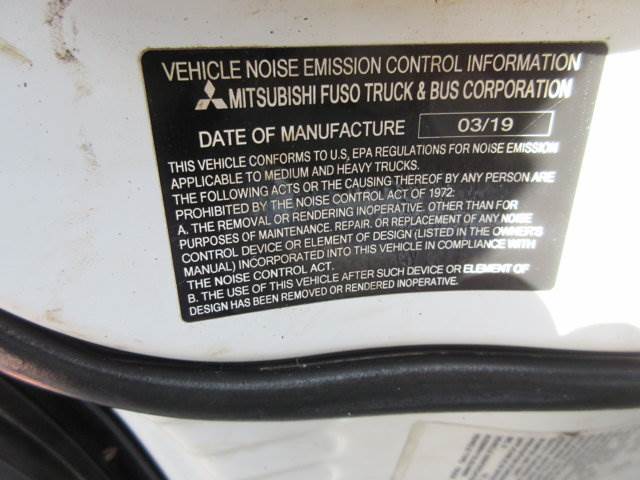 VEHICLE NOISE EMISSION CONTROL INFORMATION
MITSUBISHI FUSO TRUCK & BUS CORPORATION
DATE OF MANUFACTURE 03/19
THIS VEHICLE CONFORMS TO U.S, EPA REGULATIONS FOR NOISE EMISSION
APPLICABLE TO MEDIUM AND HEAVY TRUCKS.
THE FOLLOWING ACTS OR THE CAUSING THEREOF BY ANY PERSON ARE
PROHIBITED BY THE NOISE CONTROL ACT OF 1972:
A. THE REMOVAL OR RENDERING INOPERATIVE. OTHER THAN FOR
PURPOSES OF MAINTENANCE. REPAIR. OR REPLACEMENT OF ANY NOISE
CONTROL DEVICE OR ELEMENT OF DESIGN (LISTED IN THE OWNER'S
MANUAL) INCORPORATED INTO THIS VEHICLE IN COMPLIANCE WITH
THE NOISE CONTROL ACT.
B. THE USE OF THIS VEHICLE AFTER SUCH DEVICE OR ELEMENT OF
DESIGN HAS BEEN REMOVED OR RENDERED INOPERATIVE.